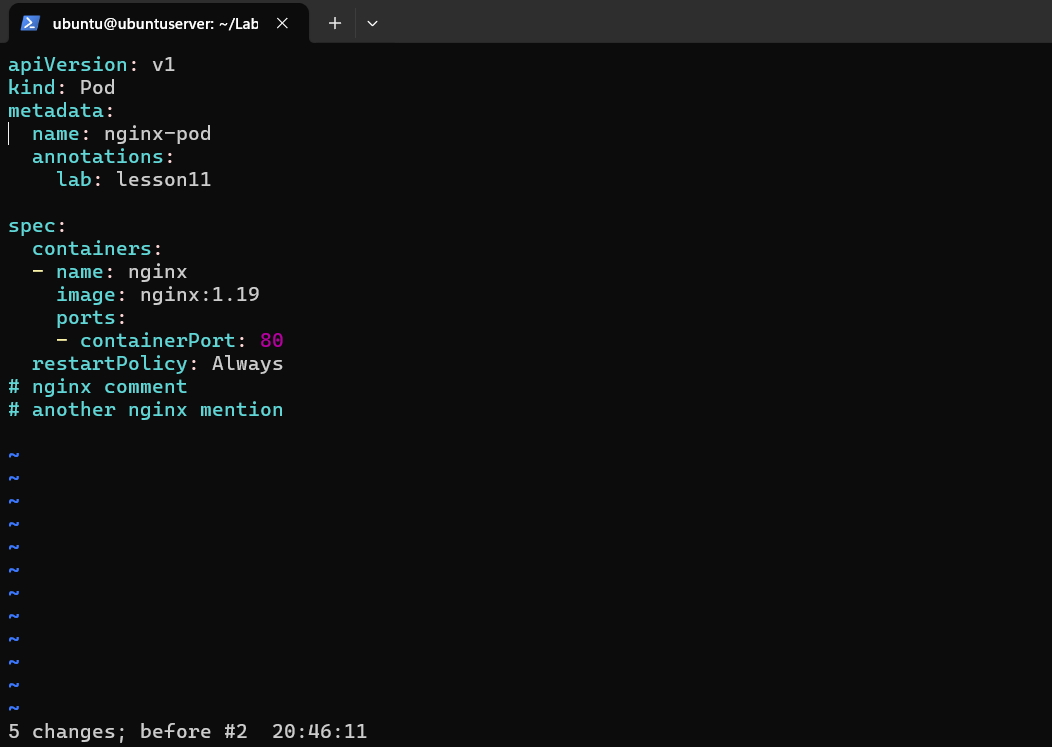 ubuntu@ubuntuserver: ~/Lab
apiVersion: v1
kind: Pod
metadata:
  name: nginx-pod
  annotations:
    lab: lesson11

spec:
  containers:
  - name: nginx
    image: nginx:1.19
    ports:
    - containerPort: 80
  restartPolicy: Always
# nginx comment
# another nginx mention

~
~
~
~
~
~
~
~
~
~
~
~
5 changes; before #2  20:46:11